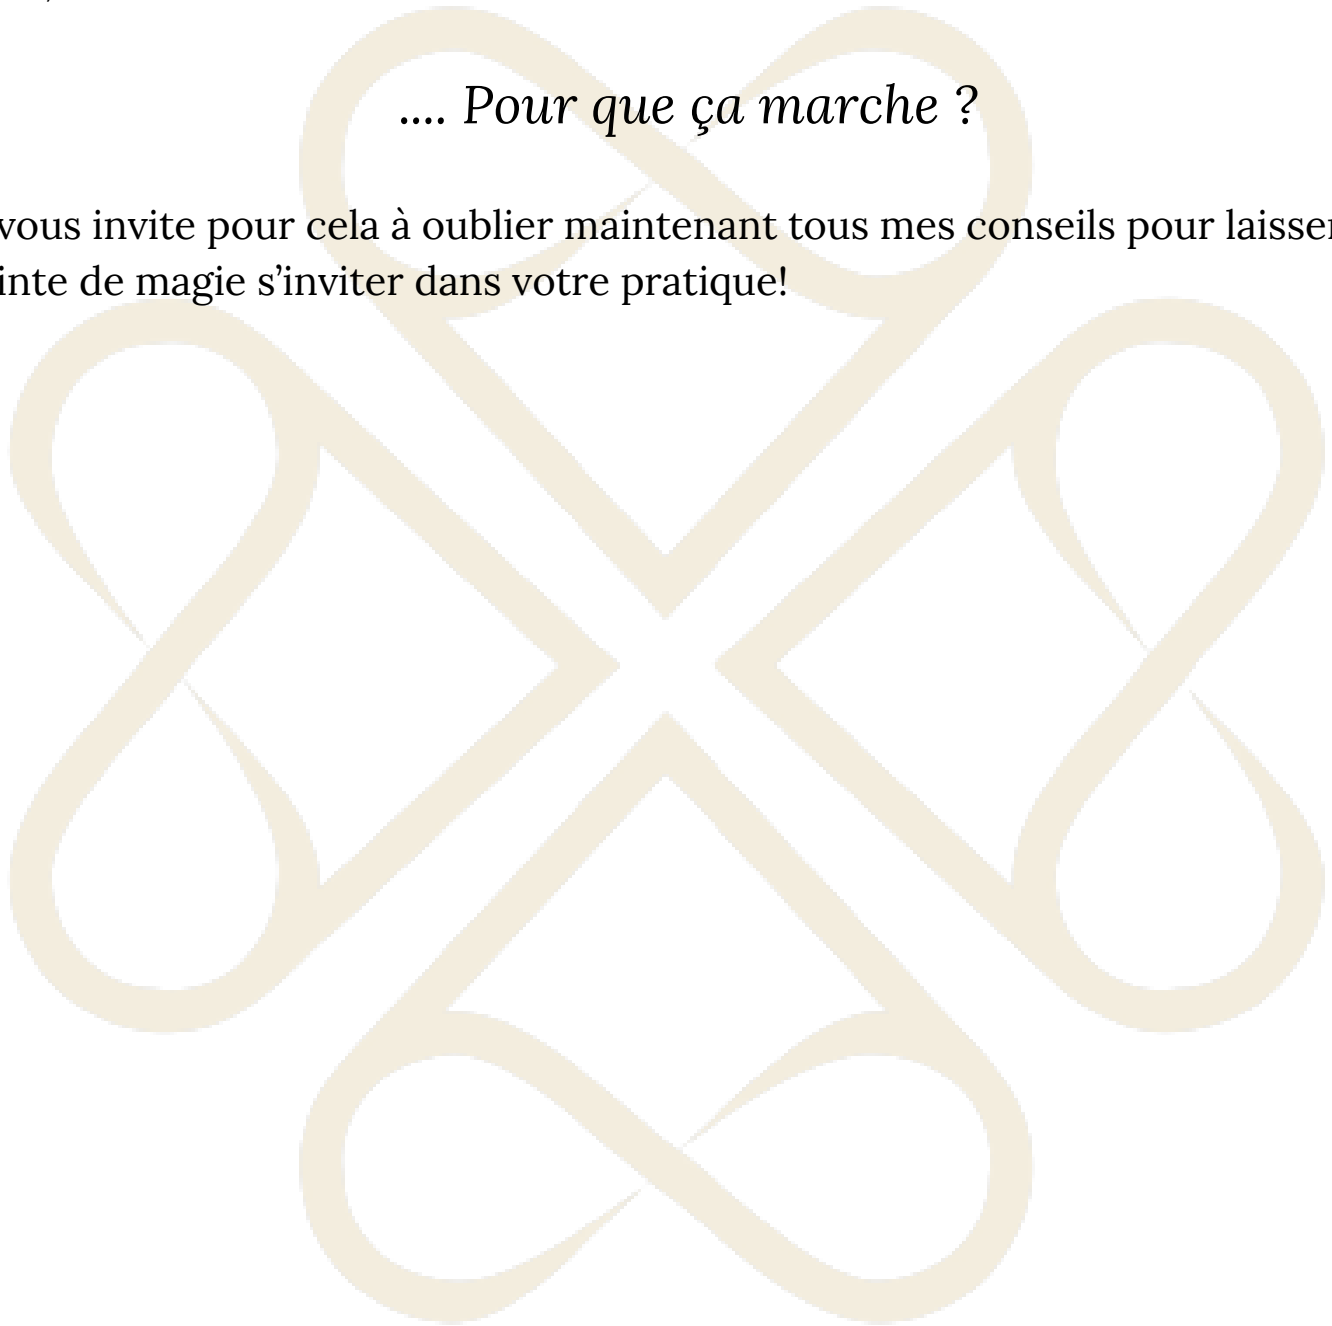 .... Pour que ça marche ?
vous invite pour cela à oublier maintenant tous mes conseils pour laisser
inte de magie s’inviter dans votre pratique!